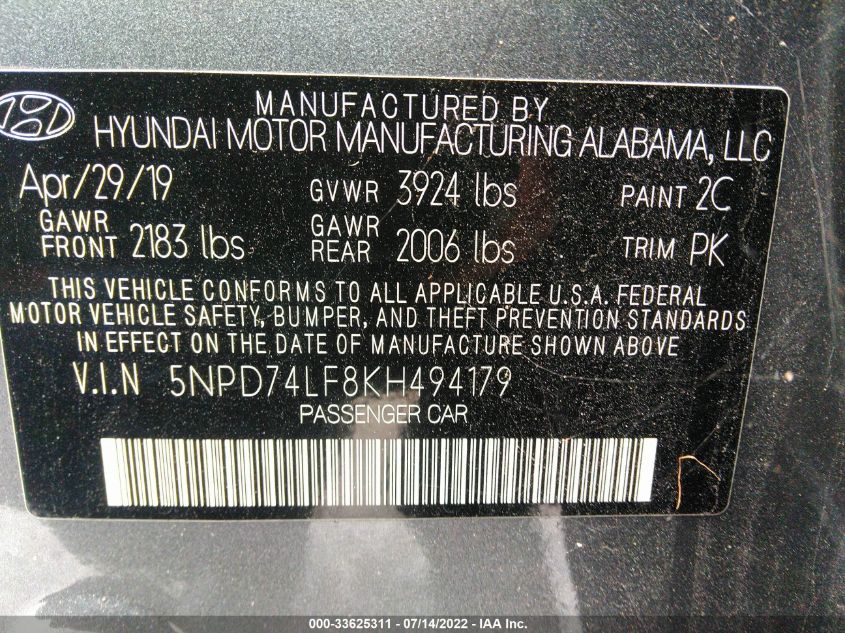 MANUFACTURED BY
HYUNDAI MOTOR MANUFACTURING ALABAMA, LLC
Apr/29/19 GVWR 3924 lbs PAINT 2C
GAWR FRONT 2183 lbs GAWR REAR 2006 lbs TRIM PK
THIS VEHICLE CONFORMS TO ALL APPLICABLE U.S.A. FEDERAL
MOTOR VEHICLE SAFETY, BUMPER, AND THEFT PREVENTION STANDARDS
IN EFFECT ON THE DATE OF MANUFACTURE SHOWN ABOVE
V.I.N 5NPD74LF8KH494179
PASSENGER CAR
000-33625311 - 07/14/2022 - IAA, Inc.